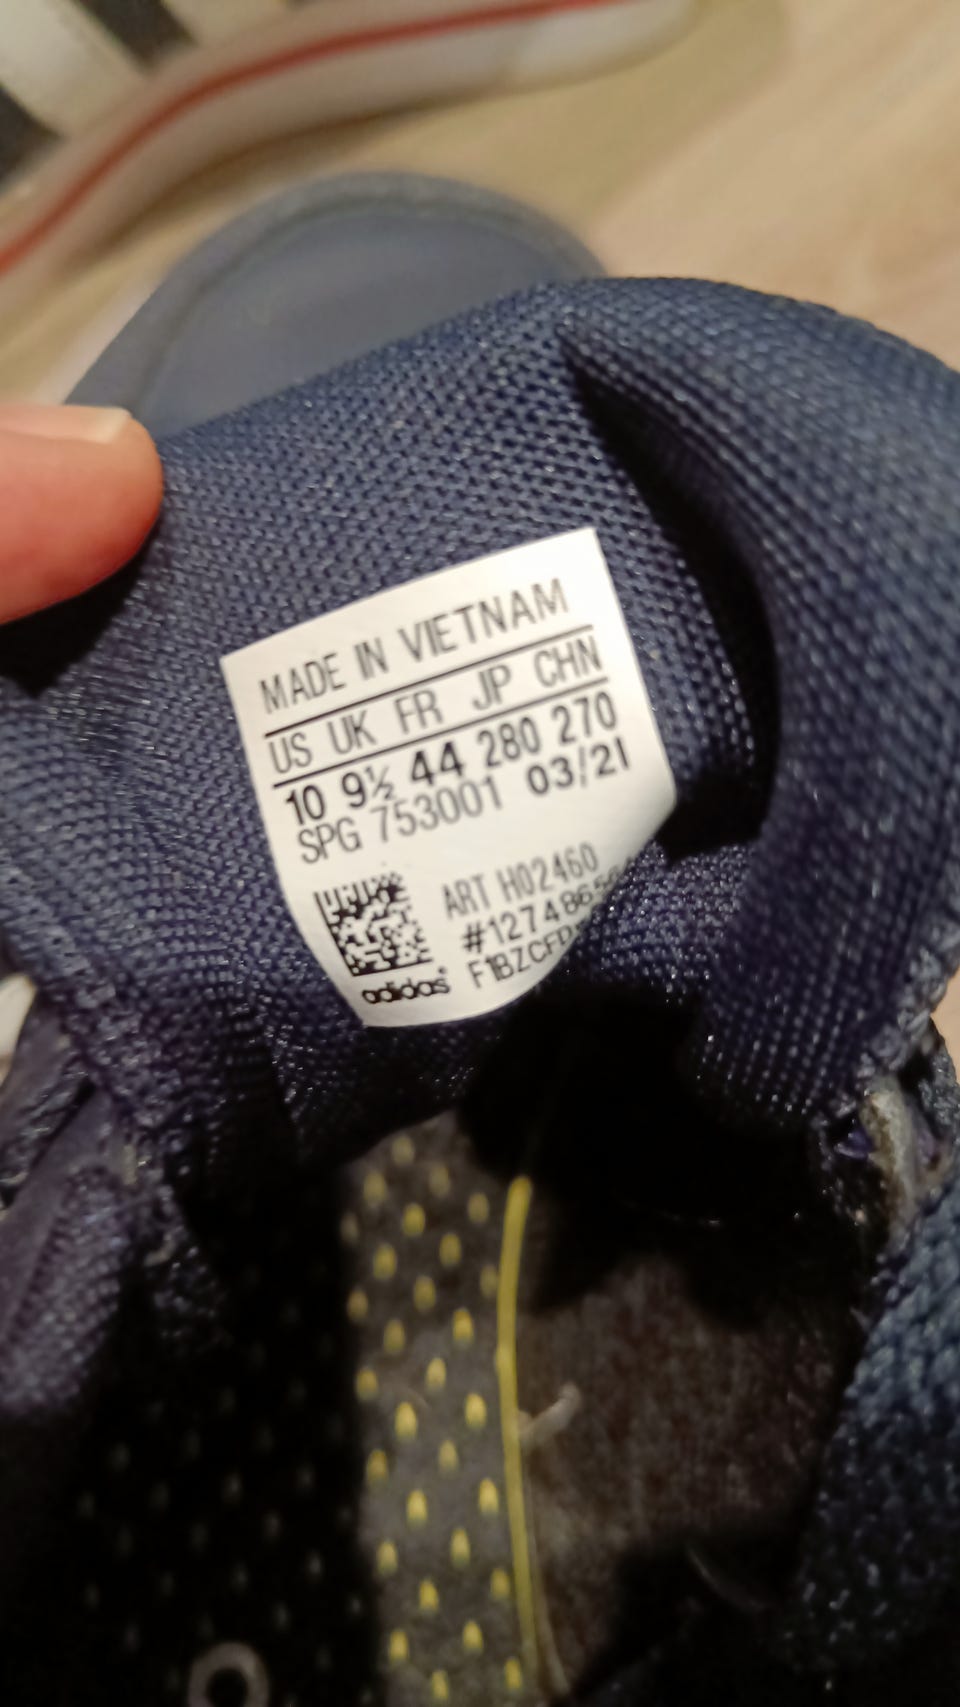 MADE IN VIETNAM
US UK FR JP CHN
10 9½ 44 280 270
SPG 753001 03/21
ART H02460
adidas